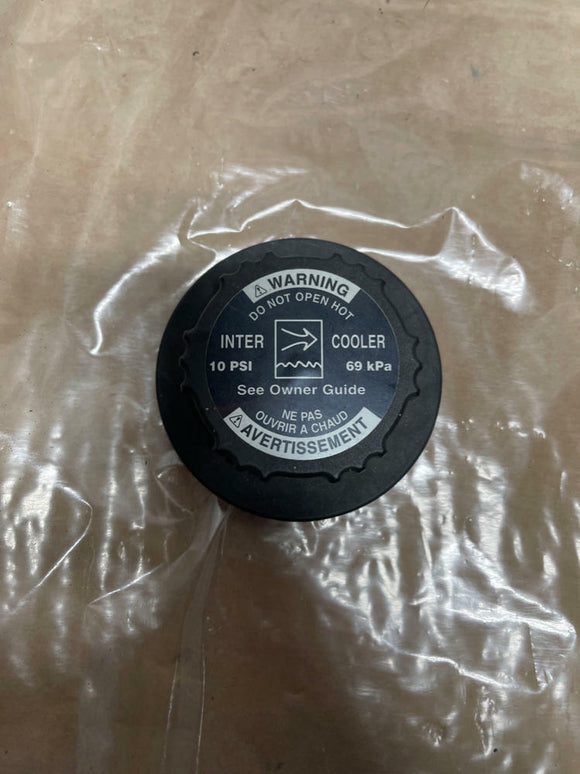 WARNING
DO NOT OPEN HOT
INTER COOLER
10 PSI 69 kPa
See Owner Guide
NE PAS
OUVRIR A CHAUD
AVERTISSEMENT